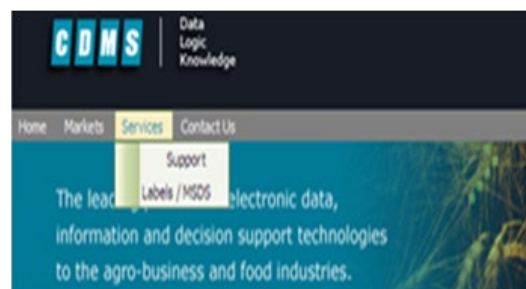 CDMS
Data
Logic
Knowledge
Home Markets Services Contact Us
Support
Labels / MSDS
The lea electronic data,
information and decision support technologies
to the agro-business and food industries.